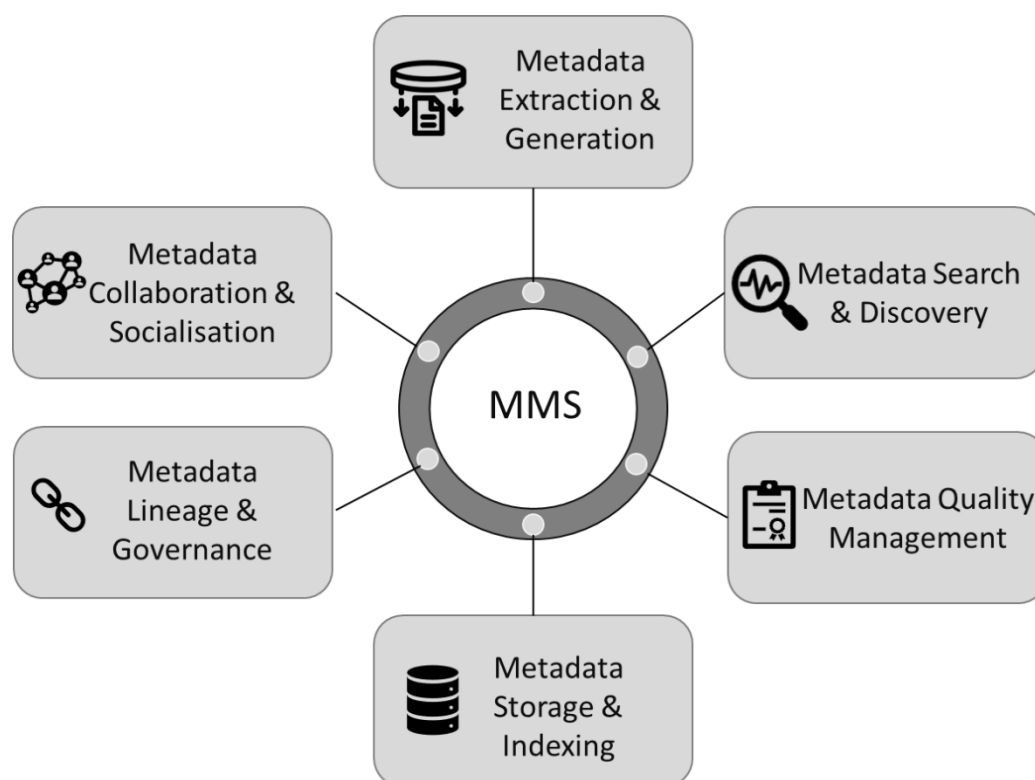 Metadata
Extraction &
Generation
Metadata
Collaboration &
Socialisation
Metadata Search
& Discovery
MMS
Metadata
Lineage &
Governance
Metadata Quality
Management
Metadata
Storage &
Indexing